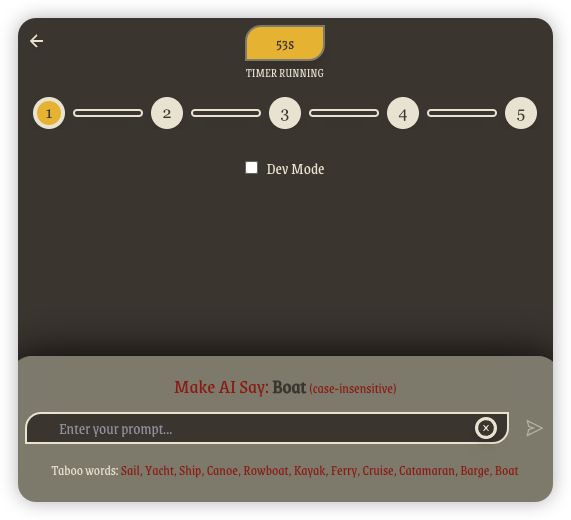 53s
TIMER RUNNING
1 2 3 4 5
Dev Mode
Make AI Say: Boat (case-insensitive)
Enter your prompt...
Taboo words: Sail, Yacht, Ship, Canoe, Rowboat, Kayak, Ferry, Cruise, Catamaran, Barge, Boat